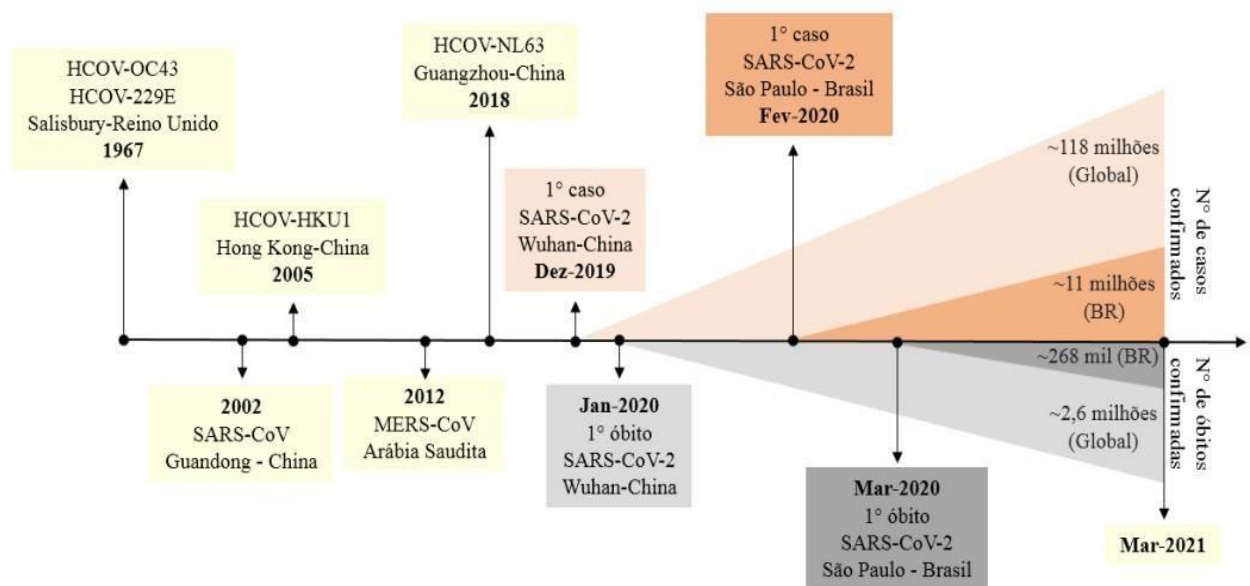 HCOV-OC43
HCOV-229E
Salisbury-Reino Unido
1967
HCOV-HKU1
Hong Kong-China
2005
HCOV-NL63
Guangzhou-China
2018
1° caso
SARS-CoV-2
Wuhan-China
Dez-2019
1° caso
SARS-CoV-2
São Paulo - Brasil
Fev-2020
~118 milhões
(Global)
~11 milhões
(BR)
N° de casos
confirmados
2002
SARS-CoV
Guandong - China
2012
MERS-CoV
Arábia Saudita
Jan-2020
1° óbito
SARS-CoV-2
Wuhan-China
Mar-2020
1° óbito
SARS-CoV-2
São Paulo - Brasil
~268 mil (BR)
~2,6 milhões
(Global)
N° de óbitos
confirmadas
Mar-2021